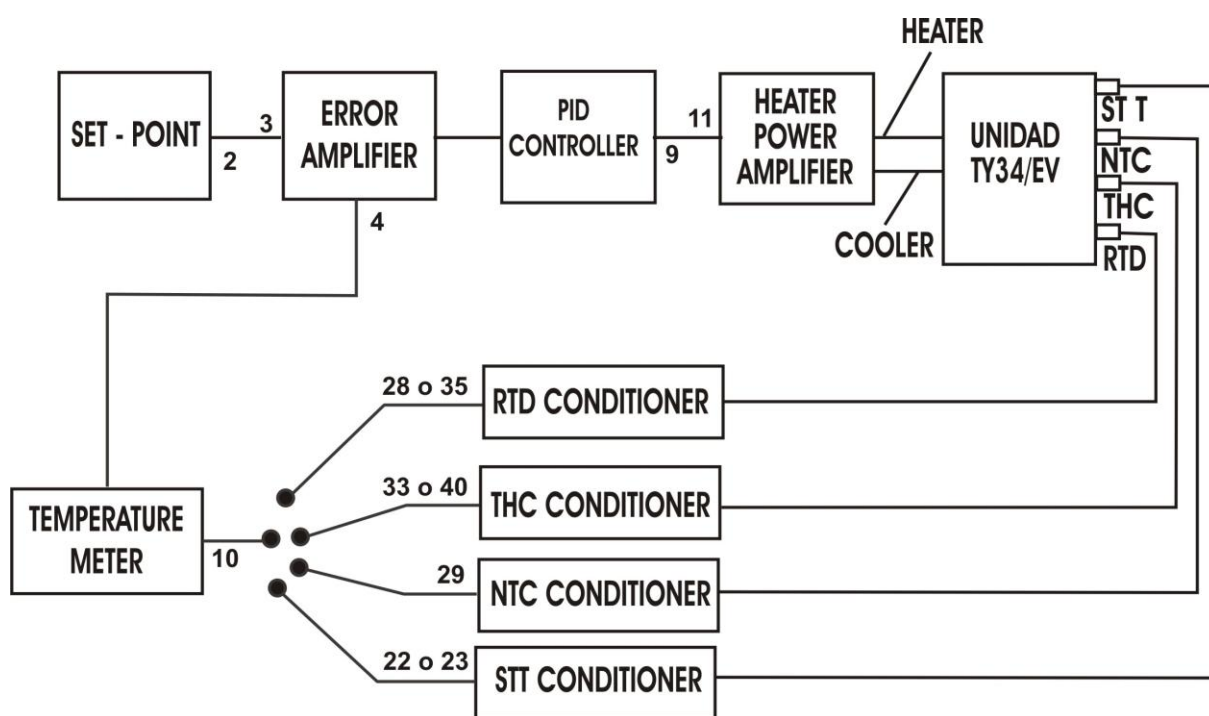 HEATER
SET - POINT
2
3
ERROR
AMPLIFIER
4
PID
CONTROLLER
9
11
HEATER
POWER
AMPLIFIER
COOLER
UNIDAD
TY34/EV
ST T
NTC
THC
RTD
28 o 35
RTD CONDITIONER
33 o 40
THC CONDITIONER
TEMPERATURE
METER
10
29
NTC CONDITIONER
22 o 23
STT CONDITIONER